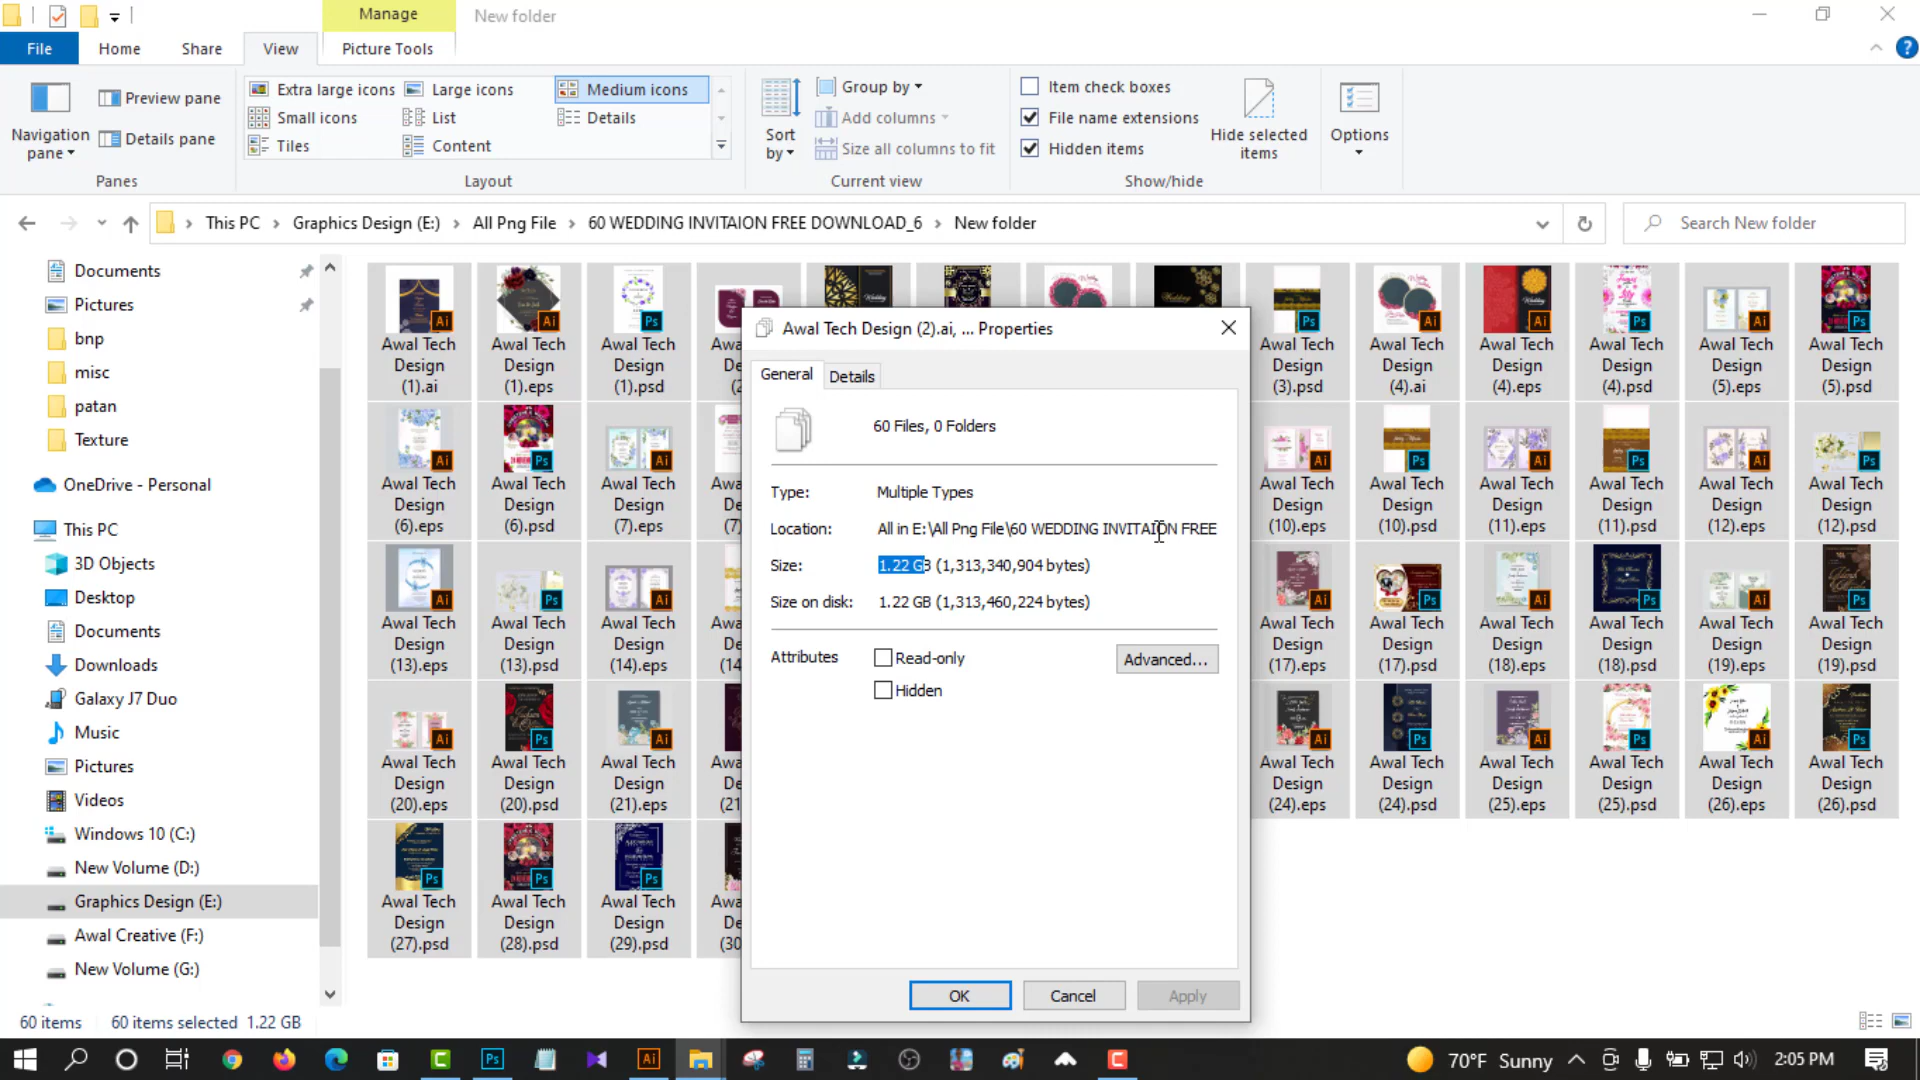 Manage
New folder
File
Home
Share
View
Picture Tools
Extra large icons
Large icons
Medium icons
Small icons
List
Details
Tiles
Content
Navigation pane
Preview pane
Details pane
Sort by
Group by
Add columns
Size all columns to fit
Item check boxes
File name extensions
Hidden items
Hide selected items
Options
Panes
Layout
Current view
Show/hide
This PC
Graphics Design (E:)
All Png File
60 WEDDING INVITAION FREE DOWNLOAD_6
New folder
Search New folder
Documents
Pictures
bnp
misc
patan
Texture
OneDrive - Personal
This PC
3D Objects
Desktop
Documents
Downloads
Galaxy J7 Duo
Music
Pictures
Videos
Windows 10 (C:)
New Volume (D:)
Graphics Design (E:)
Awal Creative (F:)
New Volume (G:)
Awal Tech Design (1).ai
Awal Tech Design (1).eps
Awal Tech Design (1).psd
Awal Tech Design (3).psd
Awal Tech Design (4).ai
Awal Tech Design (4).eps
Awal Tech Design (4).psd
Awal Tech Design (5).eps
Awal Tech Design (5).psd
Awal Tech Design (6).eps
Awal Tech Design (6).psd
Awal Tech Design (7).eps
Awal Tech Design (10).eps
Awal Tech Design (10).psd
Awal Tech Design (11).eps
Awal Tech Design (11).psd
Awal Tech Design (12).eps
Awal Tech Design (12).psd
Awal Tech Design (13).eps
Awal Tech Design (13).psd
Awal Tech Design (14).eps
Awal Tech Design (17).eps
Awal Tech Design (17).psd
Awal Tech Design (18).eps
Awal Tech Design (18).psd
Awal Tech Design (19).eps
Awal Tech Design (19).psd
Awal Tech Design (20).eps
Awal Tech Design (20).psd
Awal Tech Design (21).eps
Awal Tech Design (24).eps
Awal Tech Design (24).psd
Awal Tech Design (25).eps
Awal Tech Design (25).psd
Awal Tech Design (26).eps
Awal Tech Design (26).psd
Awal Tech Design (27).psd
Awal Tech Design (28).psd
Awal Tech Design (29).psd
Awal Tech Design (2).ai, ... Properties
General
Details
60 Files, 0 Folders
Type: Multiple Types
Location: All in E:\All Png File\60 WEDDING INVITAION FREE
Size: 1.22 GB (1,313,340,904 bytes)
Size on disk: 1.22 GB (1,313,460,224 bytes)
Attributes
Read-only
Advanced...
Hidden
OK
Cancel
Apply
60 items
60 items selected 1.22 GB
70°F Sunny
2:05 PM